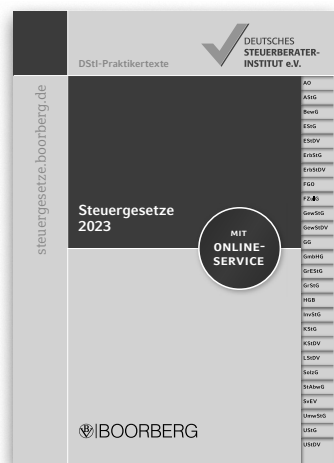 DEUTSCHES
STEUERBERATER-
INSTITUT e.V.
DStI-Praktikertexte
steuergesetze.boorberg.de
Steuergesetze
2023
MIT
ONLINE-
SERVICE
BOORBERG
AO
AStG
BewG
EStG
EStDV
ErbStG
ErbStDV
FGO
GewStG
GewStDV
GG
GmbHG
GrEStG
GrStG
HGB
InvStG
KStG
KStDV
LStDV
SolzG
StAbwG
SvEV
UmwStG
UStG
UStDV